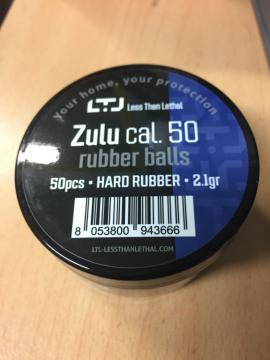 your home, your protection
LTL Less Than Lethal
Zulu cal. 50
rubber balls
50pcs • HARD RUBBER • 2.1gr
8 053800 943666
LTL-LESSTHANLETHAL.COM